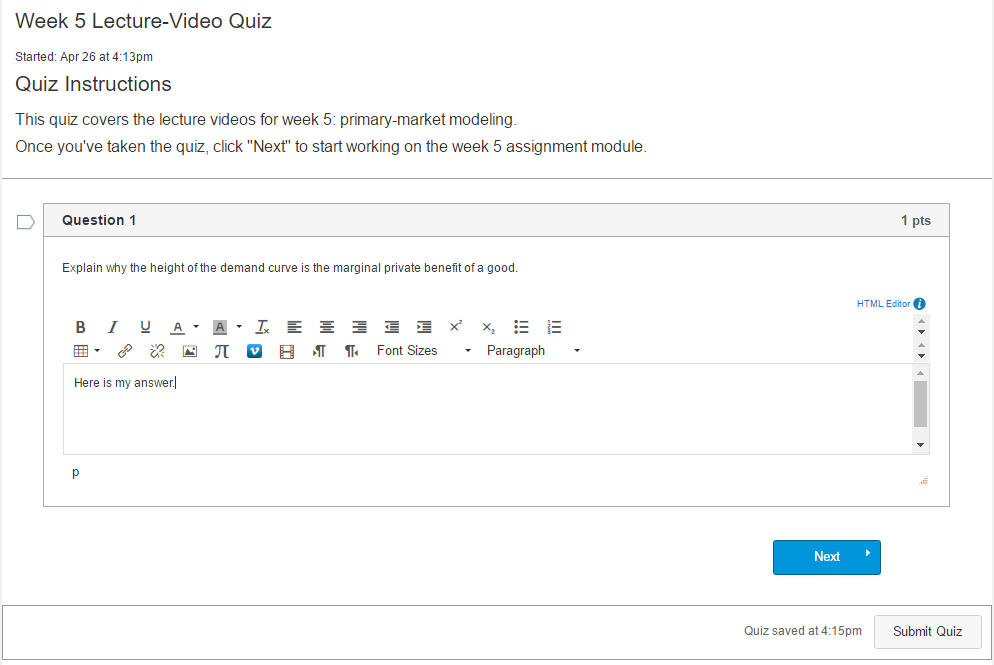 Week 5 Lecture-Video Quiz
Started: Apr 26 at 4:13pm
Quiz Instructions
This quiz covers the lecture videos for week 5: primary-market modeling.
Once you've taken the quiz, click "Next" to start working on the week 5 assignment module.
Question 1 1 pts
Explain why the height of the demand curve is the marginal private benefit of a good.
HTML Editor
B I U A A Tx x² x₂
π Font Sizes Paragraph
Here is my answer.
p
Next
Quiz saved at 4:15pm Submit Quiz